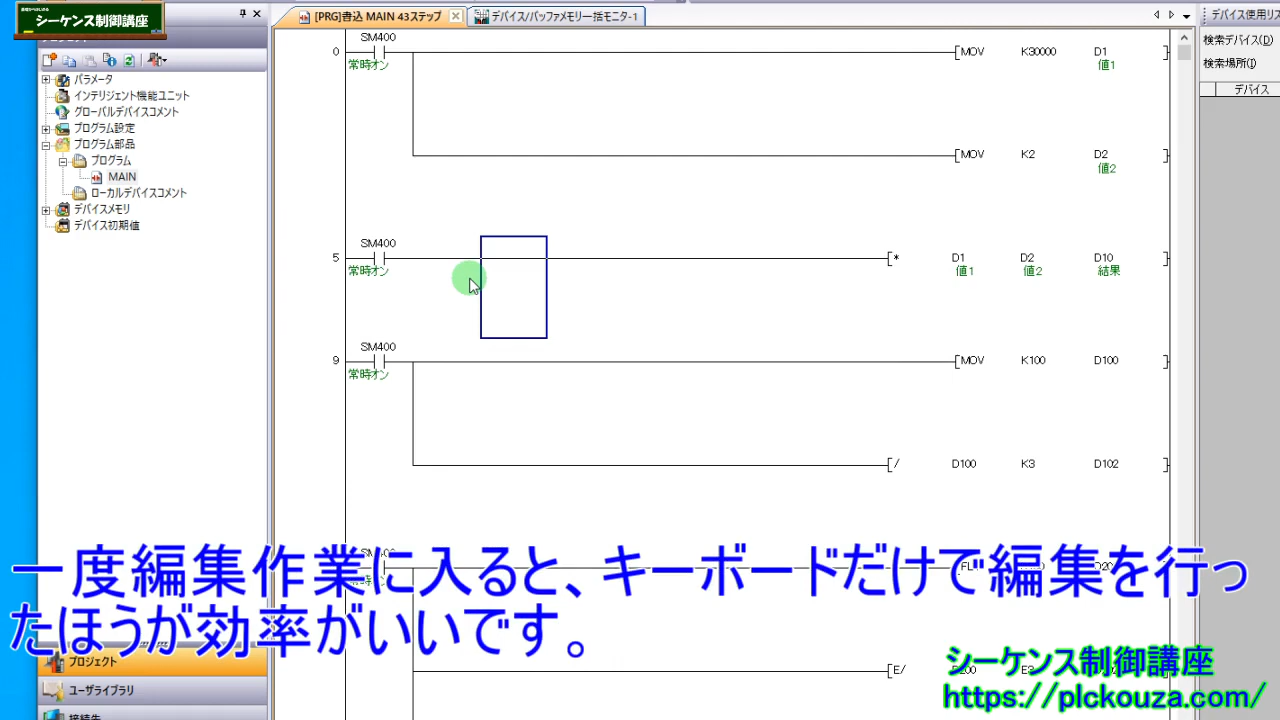 シーケンス制御講座
[PRG]書込 MAIN 43ステップ
デバイス/バッファメモリ一括モニタ-1
デバイス使用リス
検索デバイス(D)
検索場所(I)
デバイス
パラメータ
インテリジェント機能ユニット
グローバルデバイスコメント
プログラム設定
プログラム部品
プログラム
MAIN
ローカルデバイスコメント
デバイスメモリ
デバイス初期値
SM400
0 [MOV K30000 D1 ]
常時オン 値1
[MOV K2 D2 ]
値2
SM400
5 [* D1 D2 D10 ]
常時オン 値1 値2 結果
SM400
9 [MOV K100 D100 ]
常時オン
[/ D100 K3 D102 ]
一度編集作業に入ると、キーボードだけで編集を行っ
たほうが効率がいいです。
[E/
プロジェクト
ユーザライブラリ
接続先
シーケンス制御講座
https://plckouza.com/